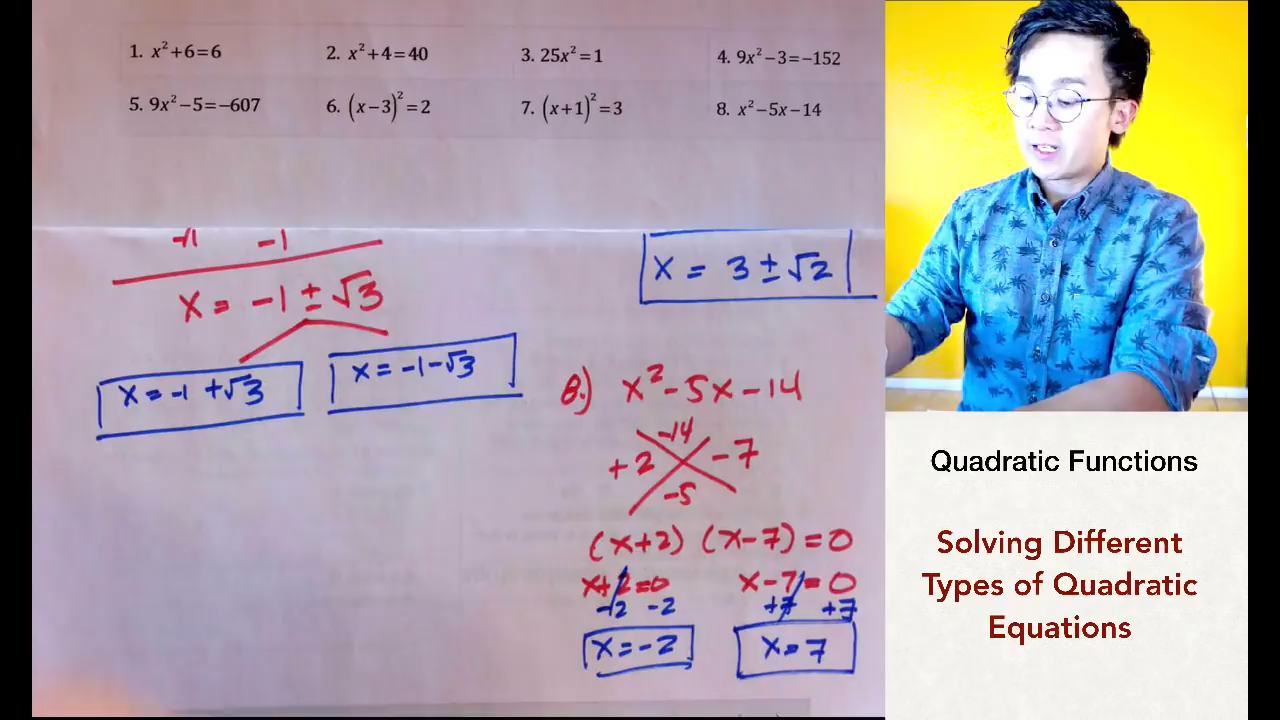 1. x²+6=6 2. x²+4=40 3. 25x²=1 4. 9x²−3=−152
5. 9x²−5=−607 6. (x−3)²=2 7. (x+1)²=3 8. x²−5x−14
-1 -1
x = -1 ± √3
x = -1 + √3
x = -1 - √3
x = 3 ± √2
8.) x² - 5x - 14
-14
+2 -7
-5
(x+2) (x-7) = 0
x+2=0 x-7=0
-2 -2 +7 +7
x=-2 x=7
Quadratic Functions
Solving Different
Types of Quadratic
Equations